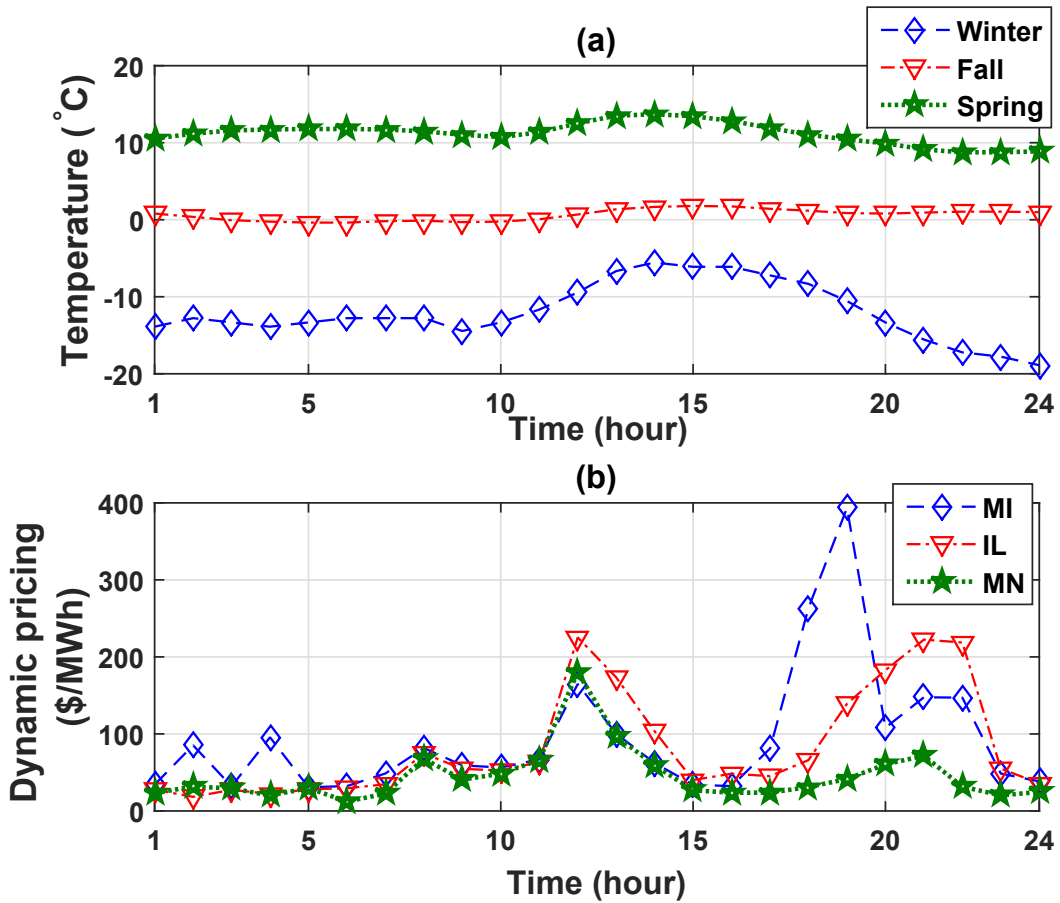 (a)
Winter
Fall
Spring
Temperature (°C)
20
10
0
-10
-20
1
5
10
15
20
24
Time (hour)
(b)
MI
IL
MN
Dynamic pricing
($/MWh)
400
300
200
100
0
1
5
10
15
20
24
Time (hour)